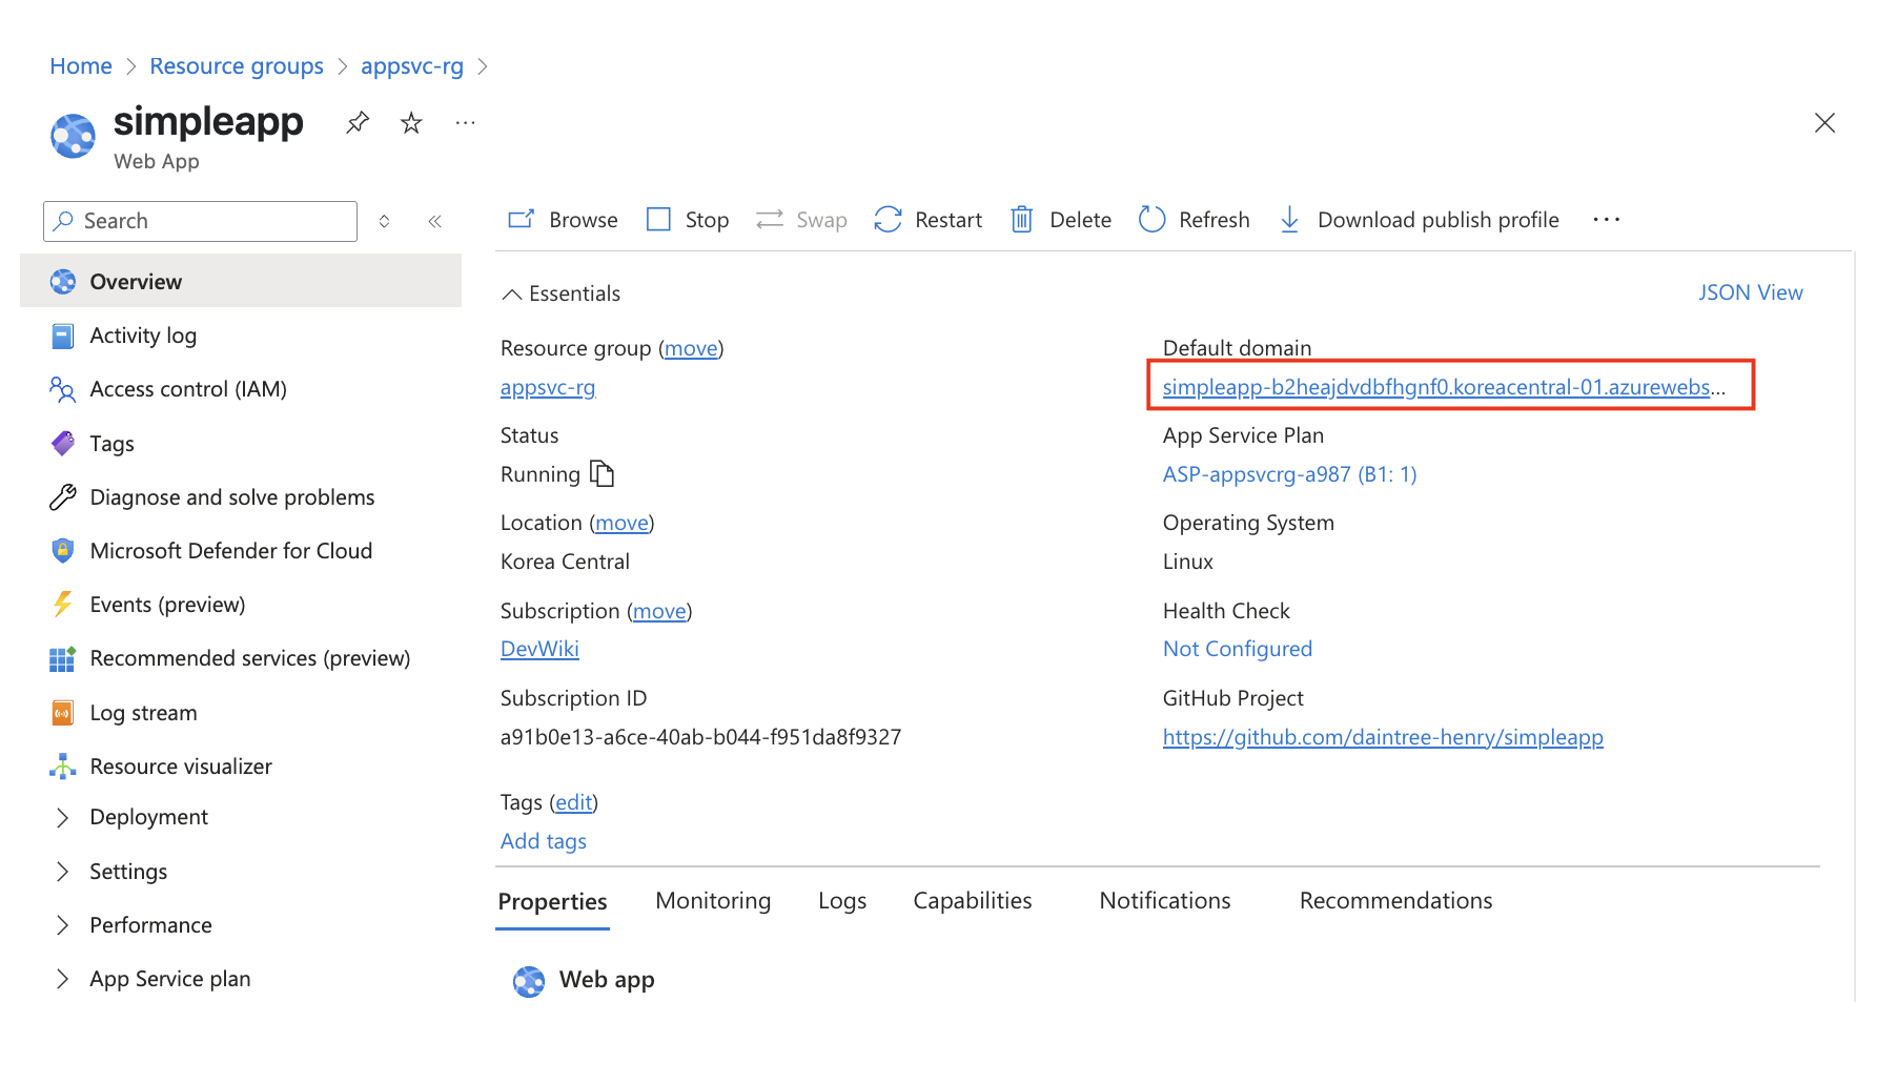 Home > Resource groups > appsvc-rg >
simpleapp ...
Web App
Search
Browse Stop Swap Restart Delete Refresh Download publish profile ...
Overview
Activity log
Access control (IAM)
Tags
Diagnose and solve problems
Microsoft Defender for Cloud
Events (preview)
Recommended services (preview)
Log stream
Resource visualizer
Deployment
Settings
Performance
App Service plan
Essentials
JSON View
Resource group (move)
appsvc-rg
Status
Running
Location (move)
Korea Central
Subscription (move)
DevWiki
Subscription ID
a91b0e13-a6ce-40ab-b044-f951da8f9327
Tags (edit)
Add tags
Default domain
simpleapp-b2heajdvdbfhgnf0.koreacentral-01.azurewebs...
App Service Plan
ASP-appsvcrg-a987 (B1: 1)
Operating System
Linux
Health Check
Not Configured
GitHub Project
https://github.com/daintree-henry/simpleapp
Properties Monitoring Logs Capabilities Notifications Recommendations
Web app